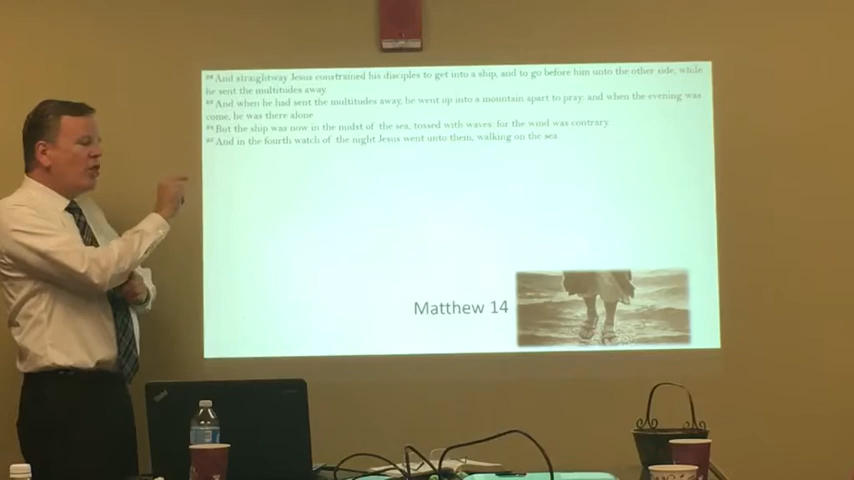 22 And straightway Jesus constrained his disciples to get into a ship, and to go before him unto the other side, while
he sent the multitudes away
23 And when he had sent the multitudes away, he went up into a mountain apart to pray: and when the evening was
come, he was there alone
24 But the ship was now in the midst of the sea, tossed with waves: for the wind was contrary
25 And in the fourth watch of the night Jesus went unto them, walking on the sea
Matthew 14